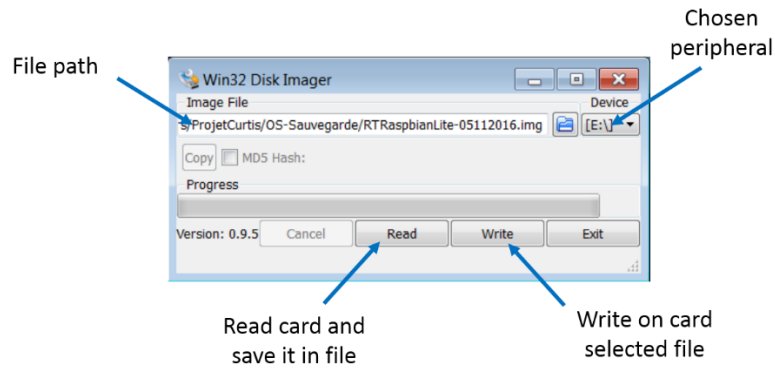 Chosen
peripheral
File path
Win32 Disk Imager
Image File
Device
s/ProjetCurtis/OS-Sauvegarde/RTRaspbianLite-05112016.img
[E:\]
Copy
MD5 Hash:
Progress
Version: 0.9.5
Cancel
Read
Write
Exit
Read card and
save it in file
Write on card
selected file